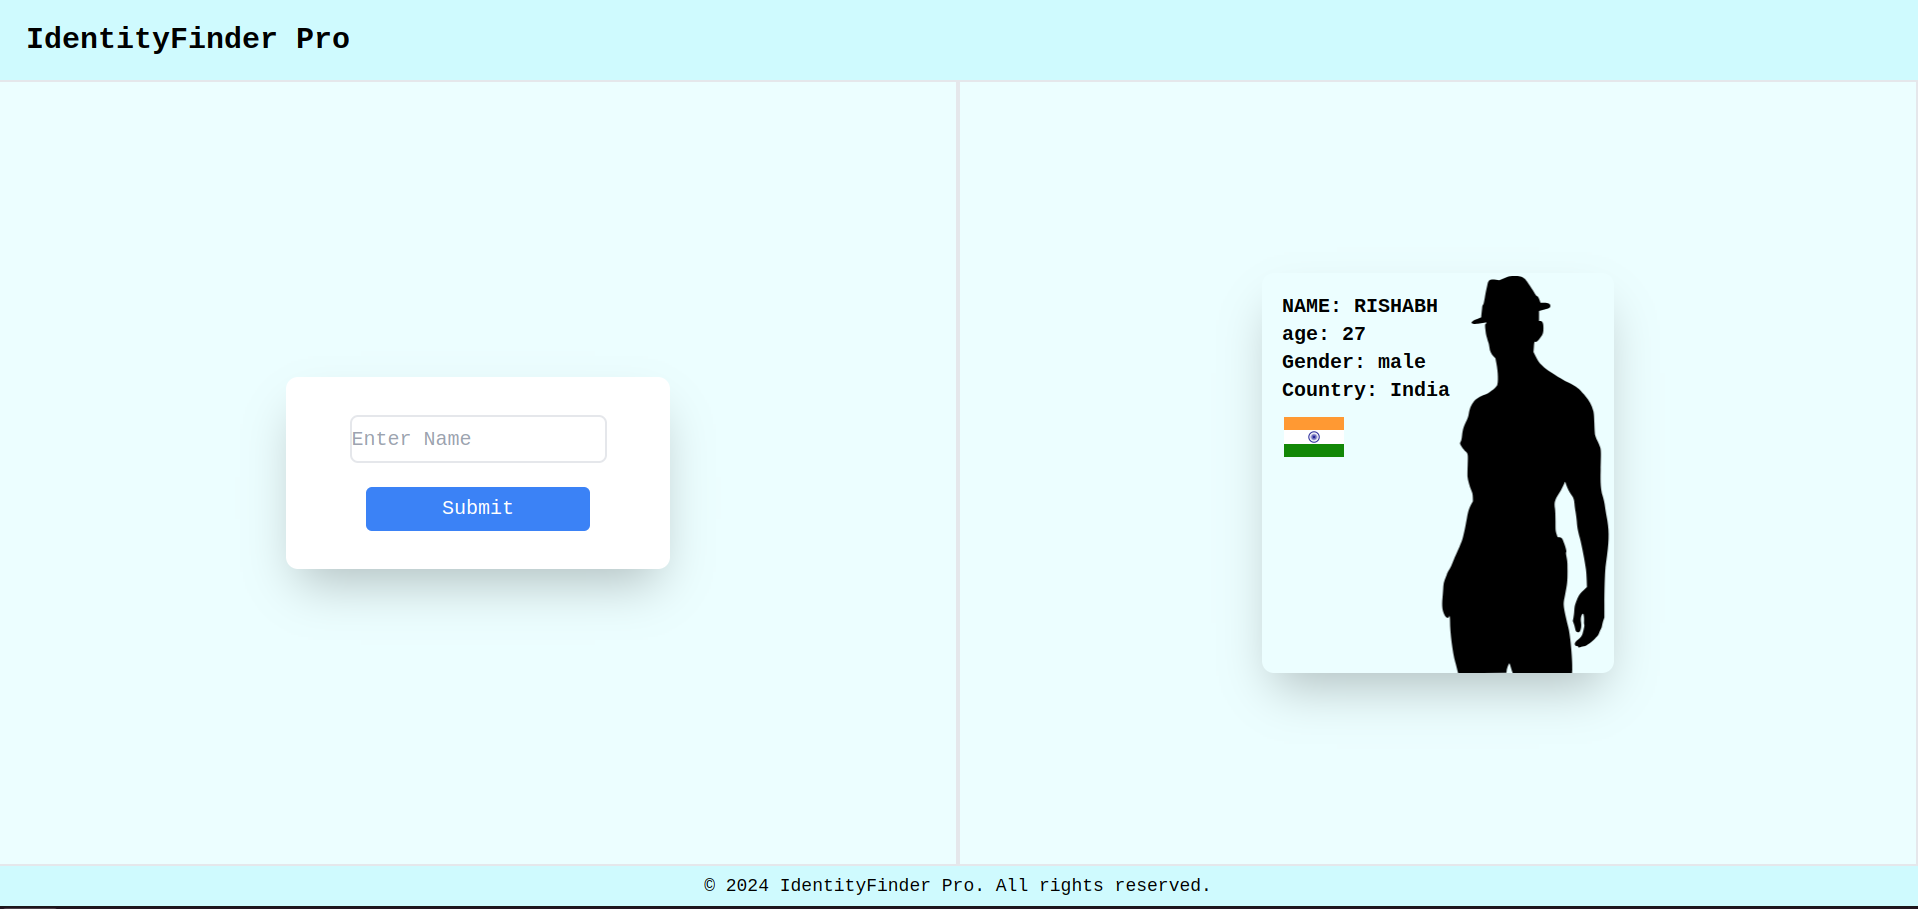 IdentityFinder Pro
Enter Name
Submit
NAME: RISHABH
age: 27
Gender: male
Country: India
© 2024 IdentityFinder Pro. All rights reserved.